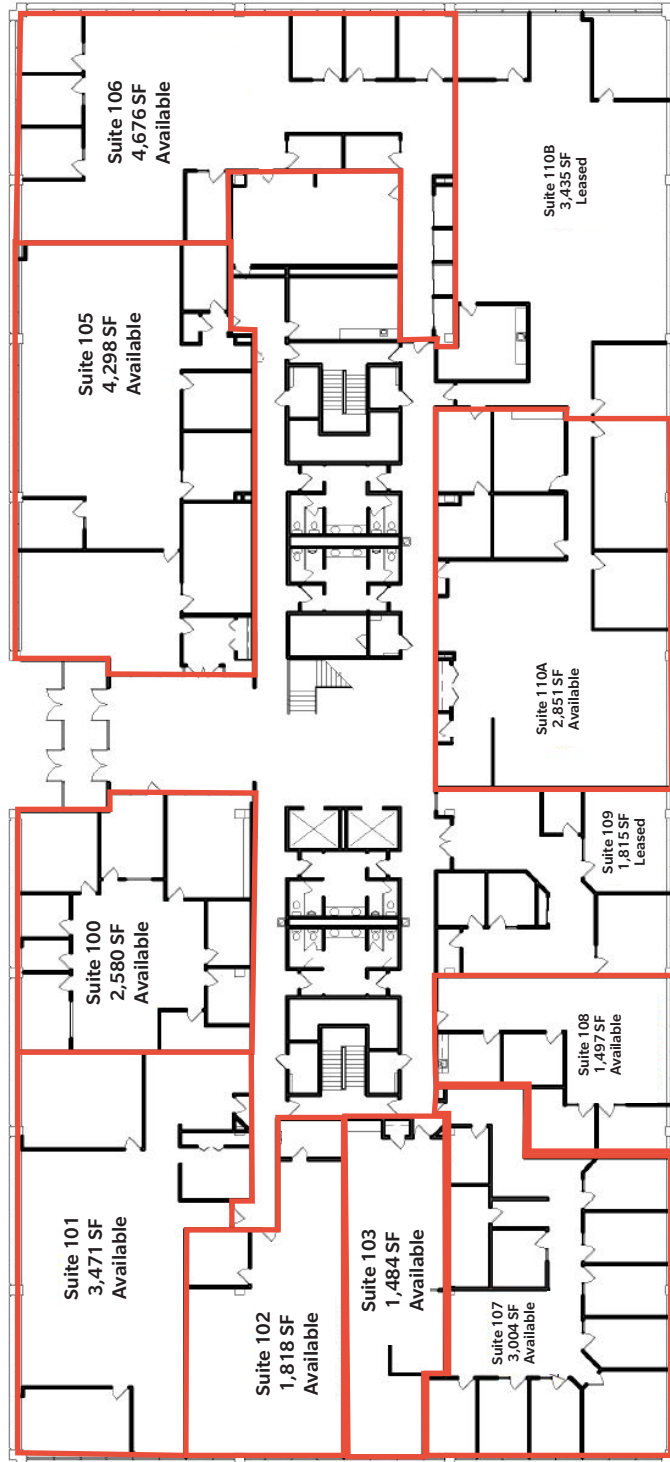 Suite 106
4,676 SF
Available
Suite 110B
3,435 SF
Leased
Suite 105
4,298 SF
Available
Suite 110A
2,851 SF
Available
Suite 109
1,815 SF
Leased
Suite 100
2,580 SF
Available
Suite 108
1,497 SF
Available
Suite 101
3,471 SF
Available
Suite 103
1,484 SF
Available
Suite 107
3,004 SF
Available
Suite 102
1,818 SF
Available